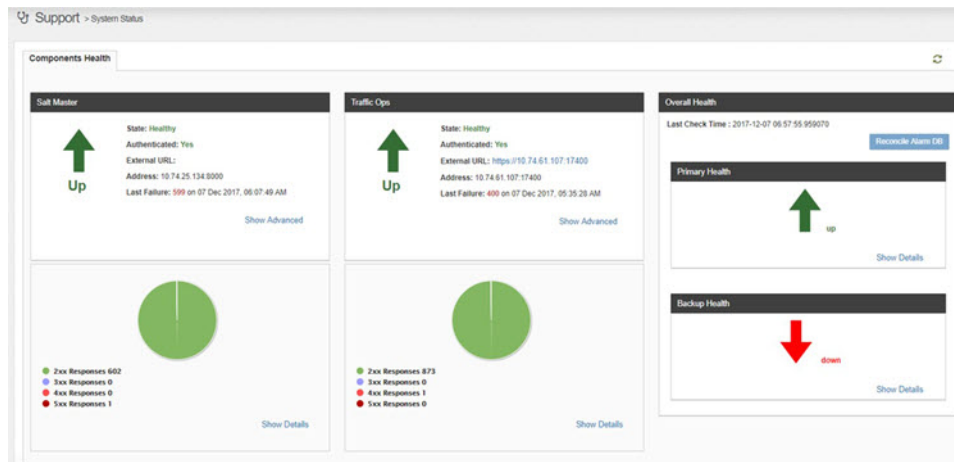 Support > System Status
Components Health
Salt Master
Up
State: Healthy
Authenticated: Yes
External URL:
Address: 10.74.25.134:8000
Last Failure: 599 on 07 Dec 2017, 06:07:49 AM
Show Advanced
2xx Responses 602
3xx Responses 0
4xx Responses 0
5xx Responses 1
Show Details
Traffic Ops
Up
State: Healthy
Authenticated: Yes
External URL: https://10.74.61.107:17400
Address: 10.74.61.107:17400
Last Failure: 400 on 07 Dec 2017, 05:35:28 AM
Show Advanced
2xx Responses 873
3xx Responses 0
4xx Responses 1
5xx Responses 0
Show Details
Overall Health
Last Check Time : 2017-12-07 06:57:55.959070
Reconcile Alarm DB
Primary Health
up
Show Details
Backup Health
down
Show Details